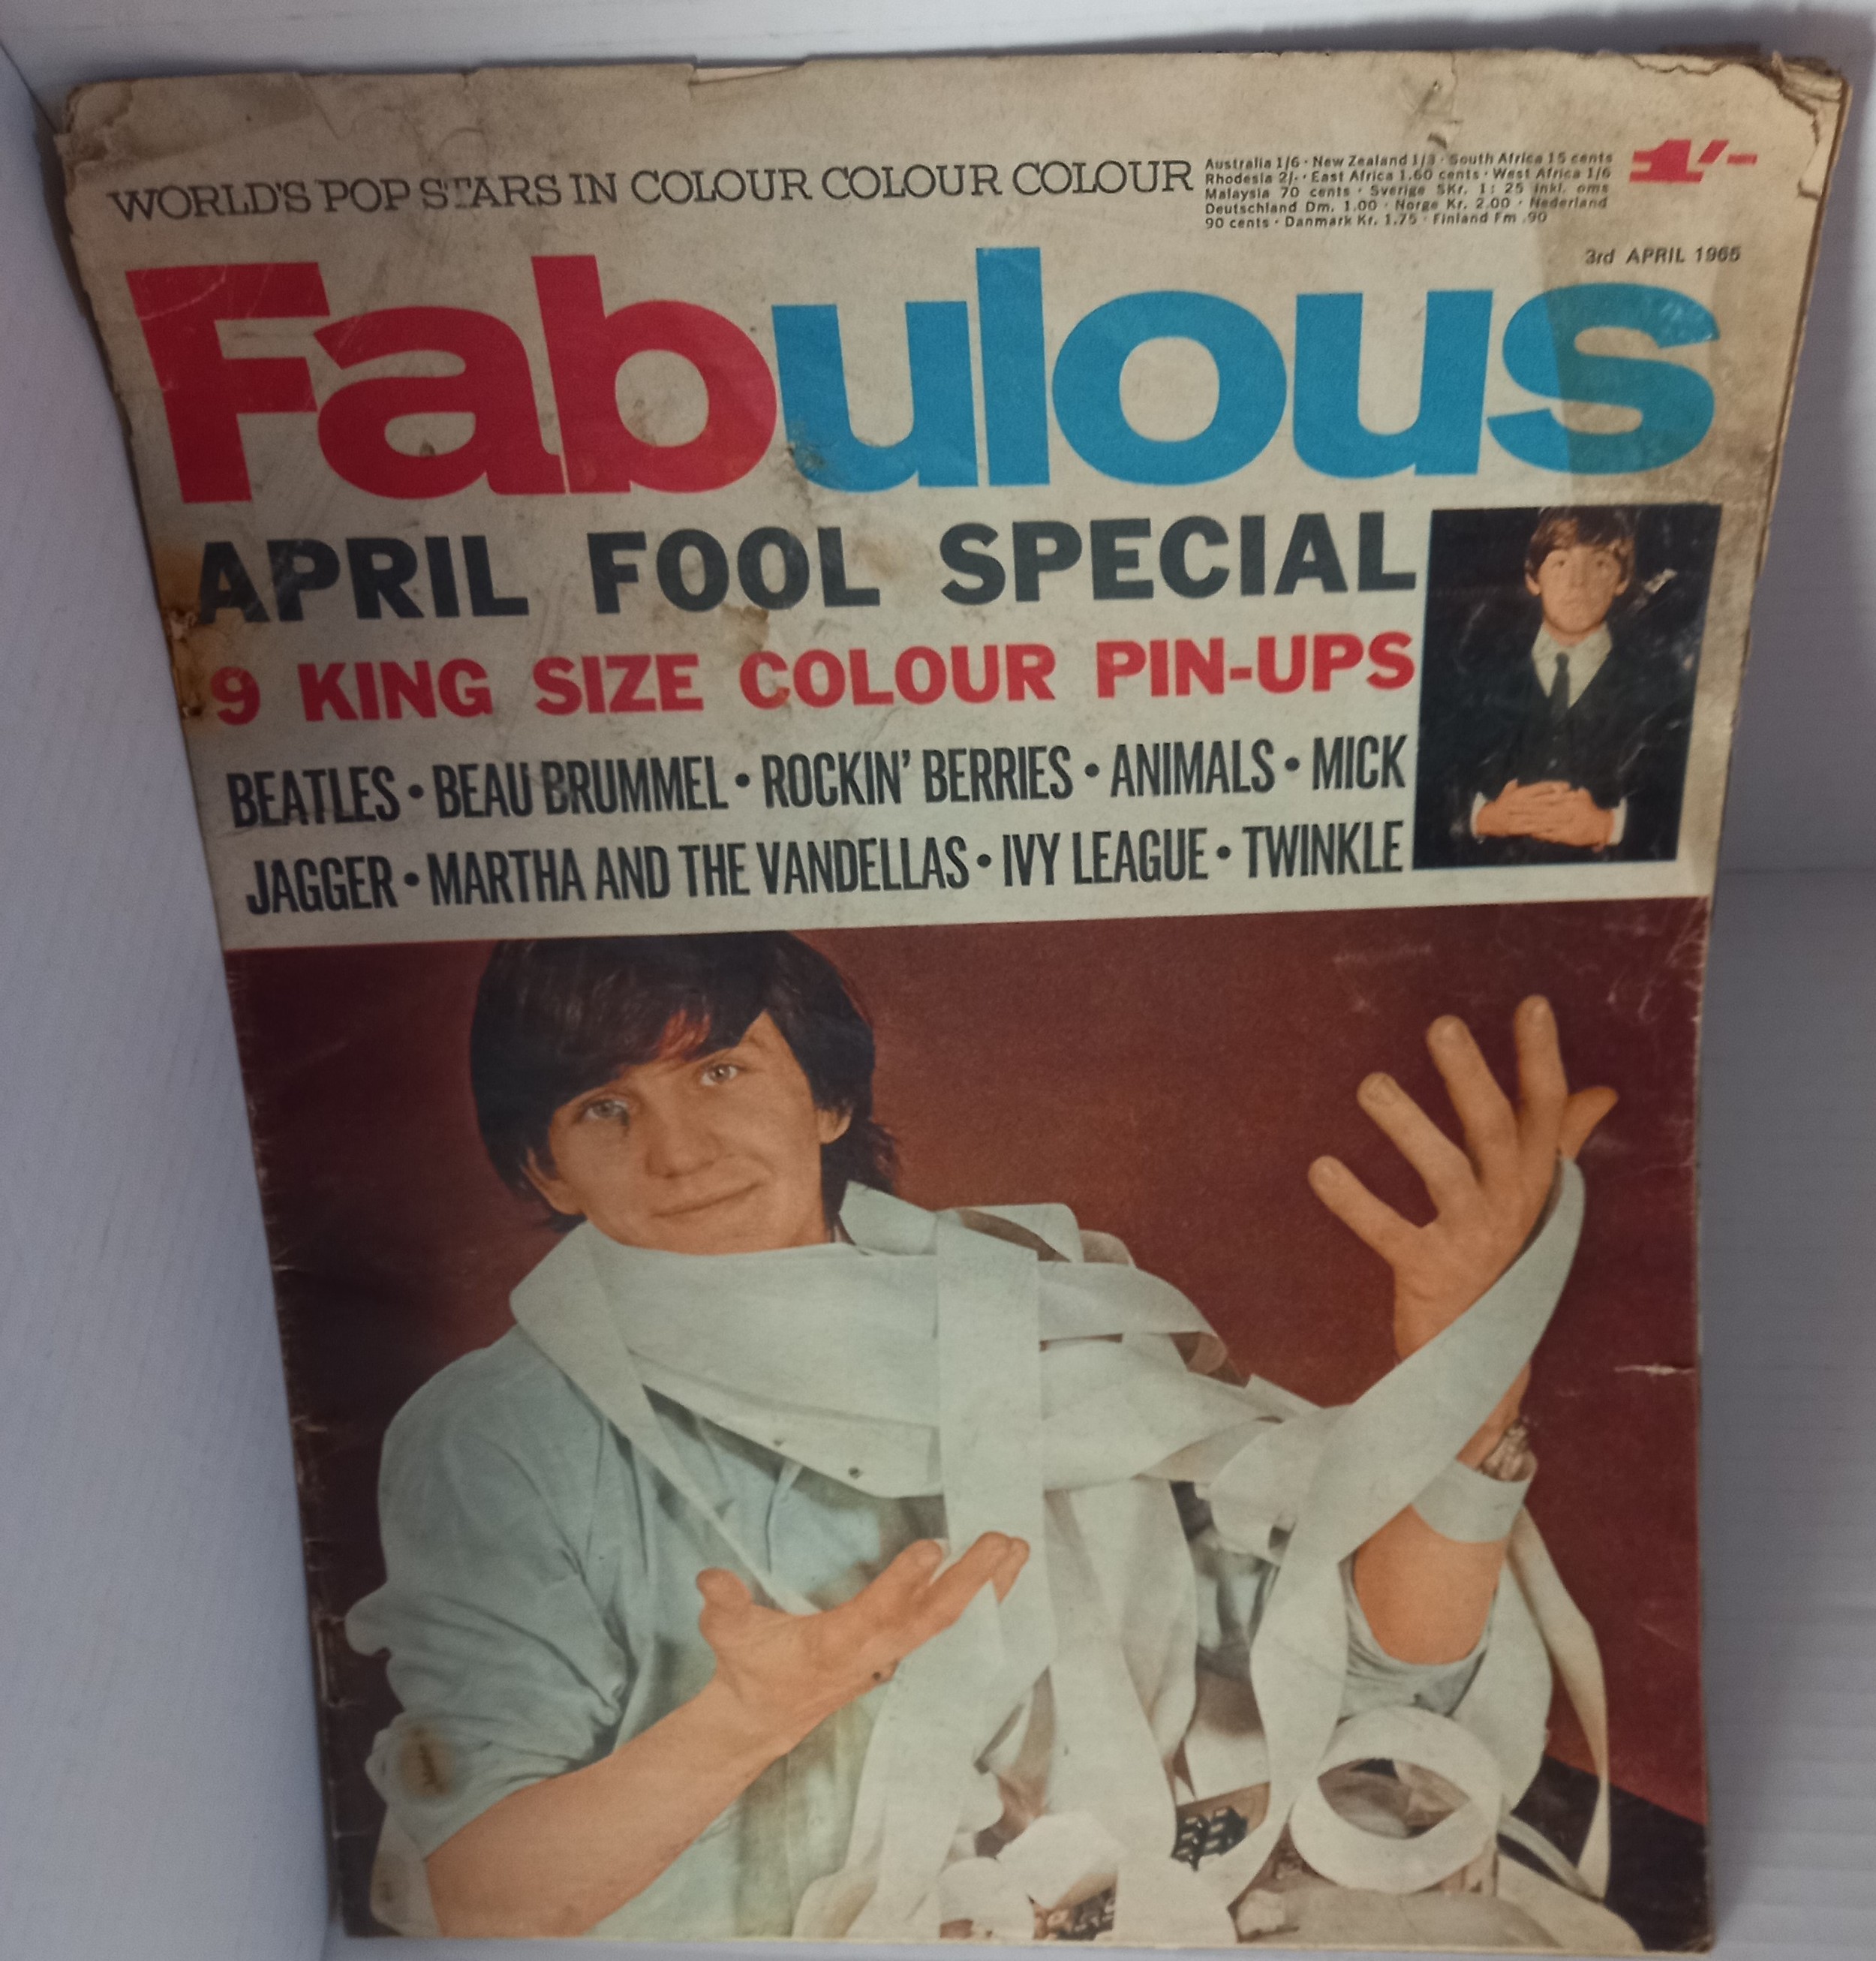 WORLD'S POP STARS IN COLOUR COLOUR COLOUR
Australia 1/6 · New Zealand 1/3 · South Africa 15 cents
Rhodesia 2/- · East Africa 1.60 cents · West Africa 1/6
Malaysia 70 cents · Sverige SKr. 1: 25 inkl. oms
Deutschland Dm. 1.00 · Norge Kr. 2.00 · Nederland
90 cents · Danmark Kr. 1.75 · Finland Fm .90
1/-
3rd APRIL 1965
Fabulous
APRIL FOOL SPECIAL
9 KING SIZE COLOUR PIN-UPS
BEATLES • BEAU BRUMMEL • ROCKIN' BERRIES • ANIMALS • MICK
JAGGER • MARTHA AND THE VANDELLAS • IVY LEAGUE • TWINKLE